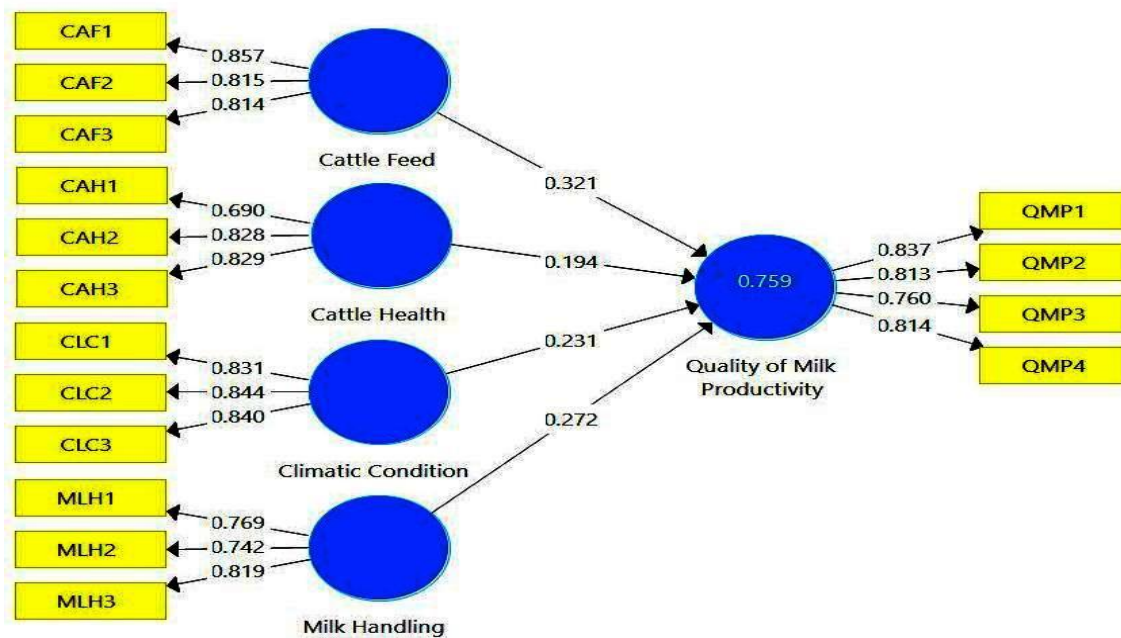 CAF1
0.857
CAF2
0.815
CAF3
0.814
Cattle Feed
0.321
CAH1
0.690
CAH2
0.828
CAH3
0.829
Cattle Health
0.194
CLC1
0.831
CLC2
0.844
CLC3
0.840
Climatic Condition
0.231
MLH1
0.769
MLH2
0.742
MLH3
0.819
Milk Handling
0.272
0.759
Quality of Milk
Productivity
QMP1
0.837
QMP2
0.813
QMP3
0.760
QMP4
0.814